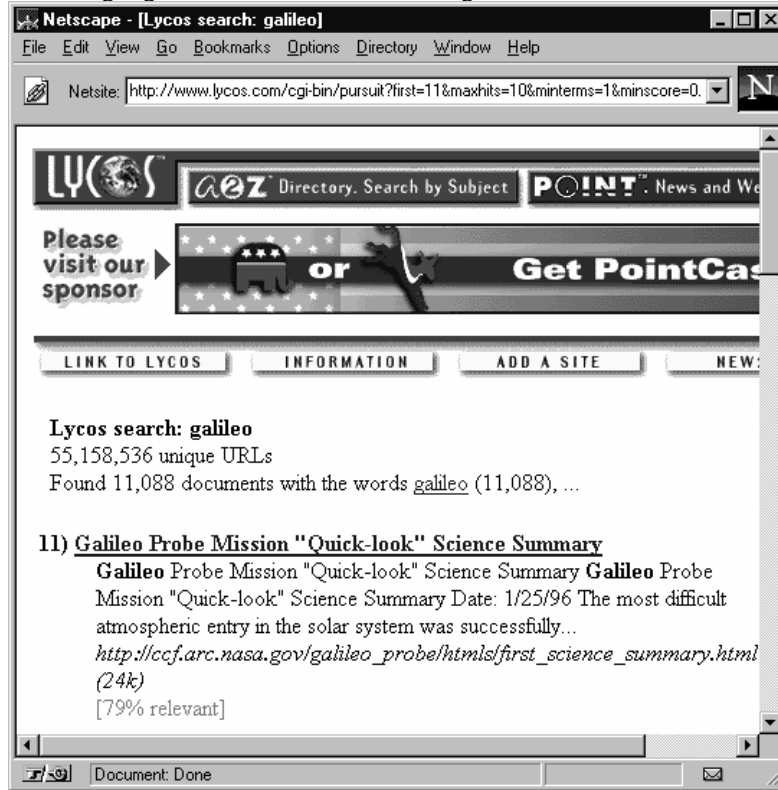 Netscape - [Lycos search: galileo]
File Edit View Go Bookmarks Options Directory Window Help
Netsite: http://www.lycos.com/cgi-bin/pursuit?first=11&maxhits=10&minterms=1&minscore=0.
N
LYCOS a2z Directory. Search by Subject POINT. News and We
Please
visit our
sponsor
or Get PointCas
LINK TO LYCOS INFORMATION ADD A SITE NEWS
Lycos search: galileo
55,158,536 unique URLs
Found 11,088 documents with the words galileo (11,088), ...
11) Galileo Probe Mission "Quick-look" Science Summary
Galileo Probe Mission "Quick-look" Science Summary Galileo Probe
Mission "Quick-look" Science Summary Date: 1/25/96 The most difficult
atmospheric entry in the solar system was successfully...
http://ccf.arc.nasa.gov/galileo_probe/htmls/first_science_summary.html
(24k)
[79% relevant]
Document: Done